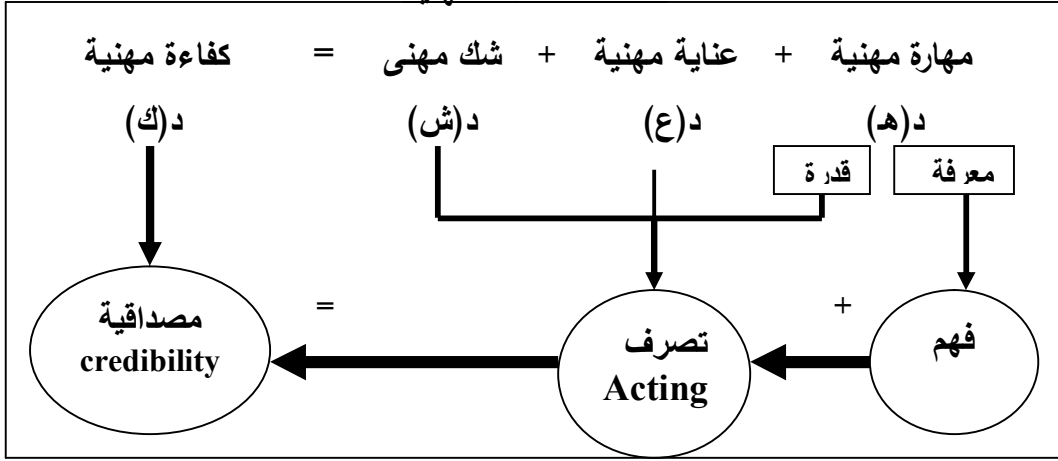 مهارة مهنية + عناية مهنية + شك مهنى = كفاءة مهنية
د(هـ) د(ع) د(ش) د(ك)
معرفة قدرة
+ =
فهم
تصرف
Acting
مصداقية
credibility